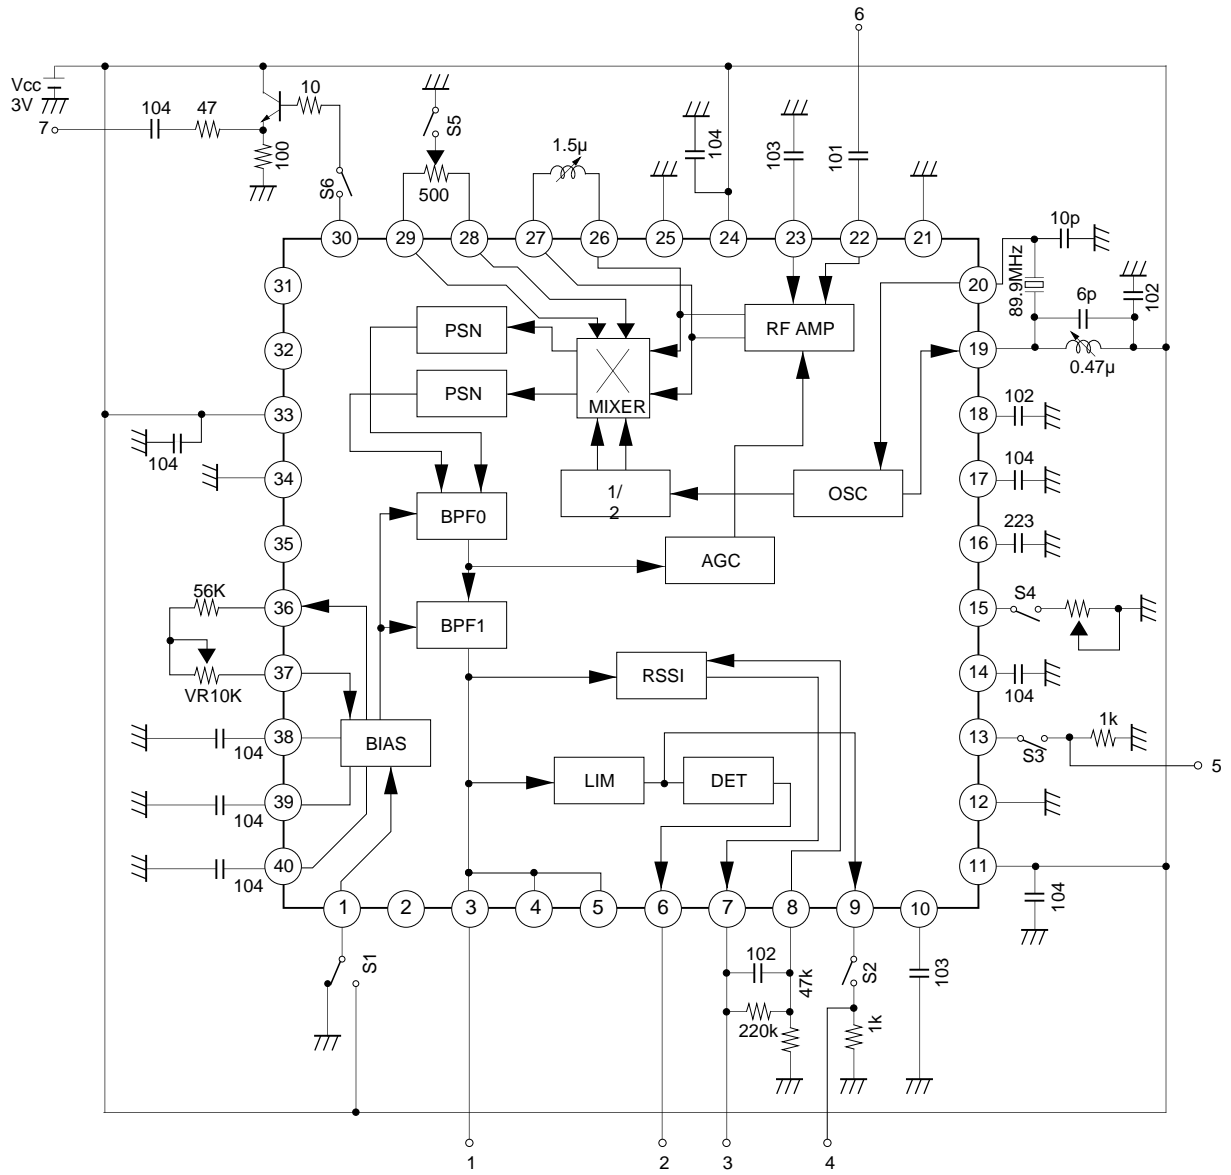 6
Vcc
3V
7
104
47
10
100
S6
S5
500
1.5μ
104
103
101
30
29
28
27
26
25
24
23
22
21
10p
89.9MHz
6p
102
0.47μ
31
32
33
34
35
36
37
38
39
40
20
19
18
17
16
15
14
13
12
11
102
104
223
S4
104
S3
1k
5
104
104
56K
VR10K
104
104
104
PSN
PSN
MIXER
RF AMP
1/
2
OSC
BPF0
AGC
BPF1
RSSI
BIAS
LIM
DET
1
2
3
4
5
6
7
8
9
10
S1
102
220k
47k
S2
1k
103
1
2
3
4